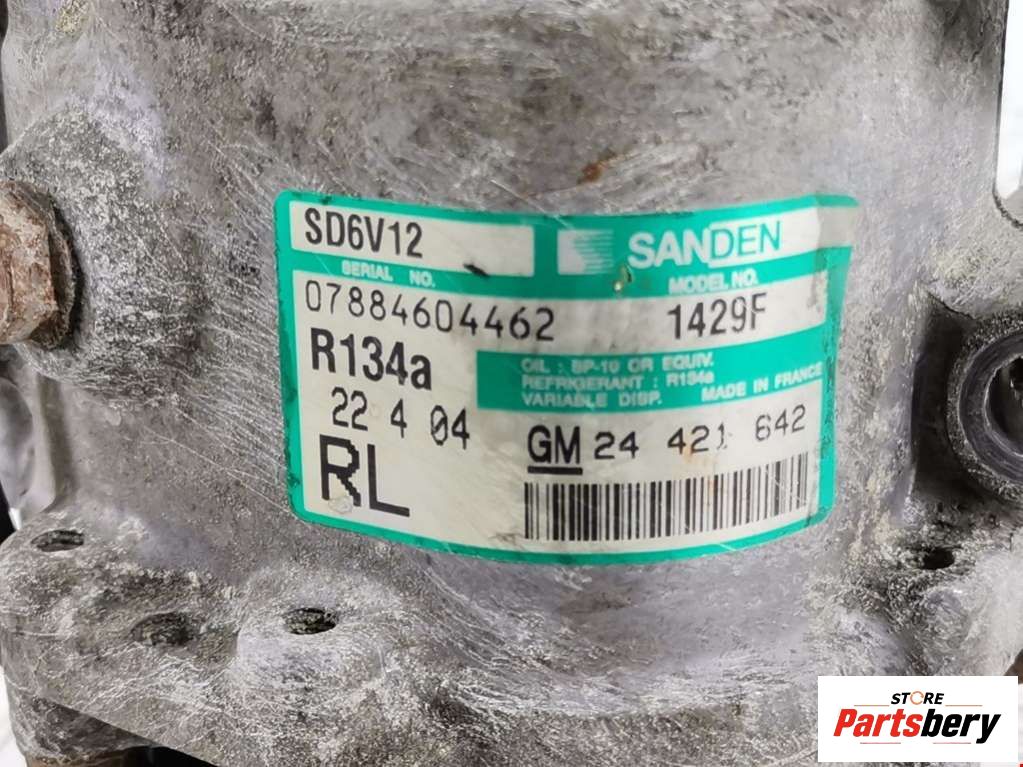 SD6V12
SANDEN
SERIAL NO.
MODEL NO.
07884604462
1429F
R134a
OIL : SP-10 OR EQUIV.
REFRIGERANT : R134a
VARIABLE DISP. MADE IN FRANCE
22 4 04
GM 24 421 642
RL
STORE
Partsbery